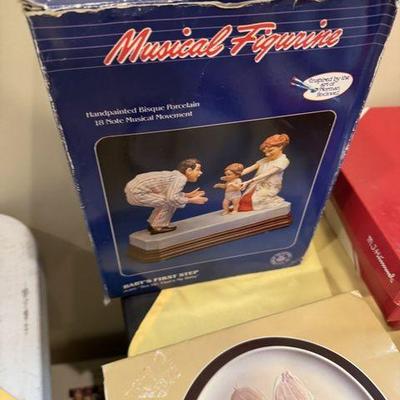 Musical Figurine
Inspired by the
art of
Norman
Rockwell
Handpainted Bisque Porcelain
18 Note Musical Movement
BABY'S FIRST STEP